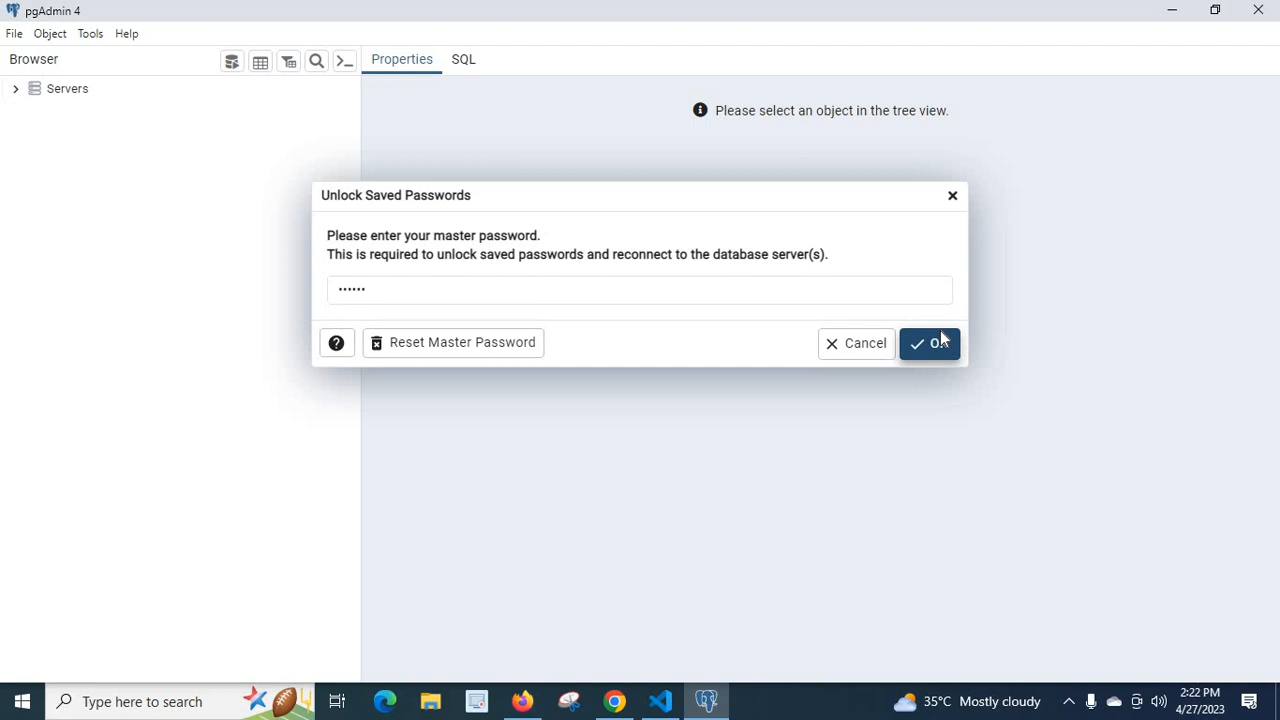 pgAdmin 4
File Object Tools Help
Browser
Properties SQL
Servers
Please select an object in the tree view.
Unlock Saved Passwords
Please enter your master password.
This is required to unlock saved passwords and reconnect to the database server(s).
••••••
Reset Master Password
Cancel
Type here to search
35°C Mostly cloudy
2:22 PM
4/27/2023